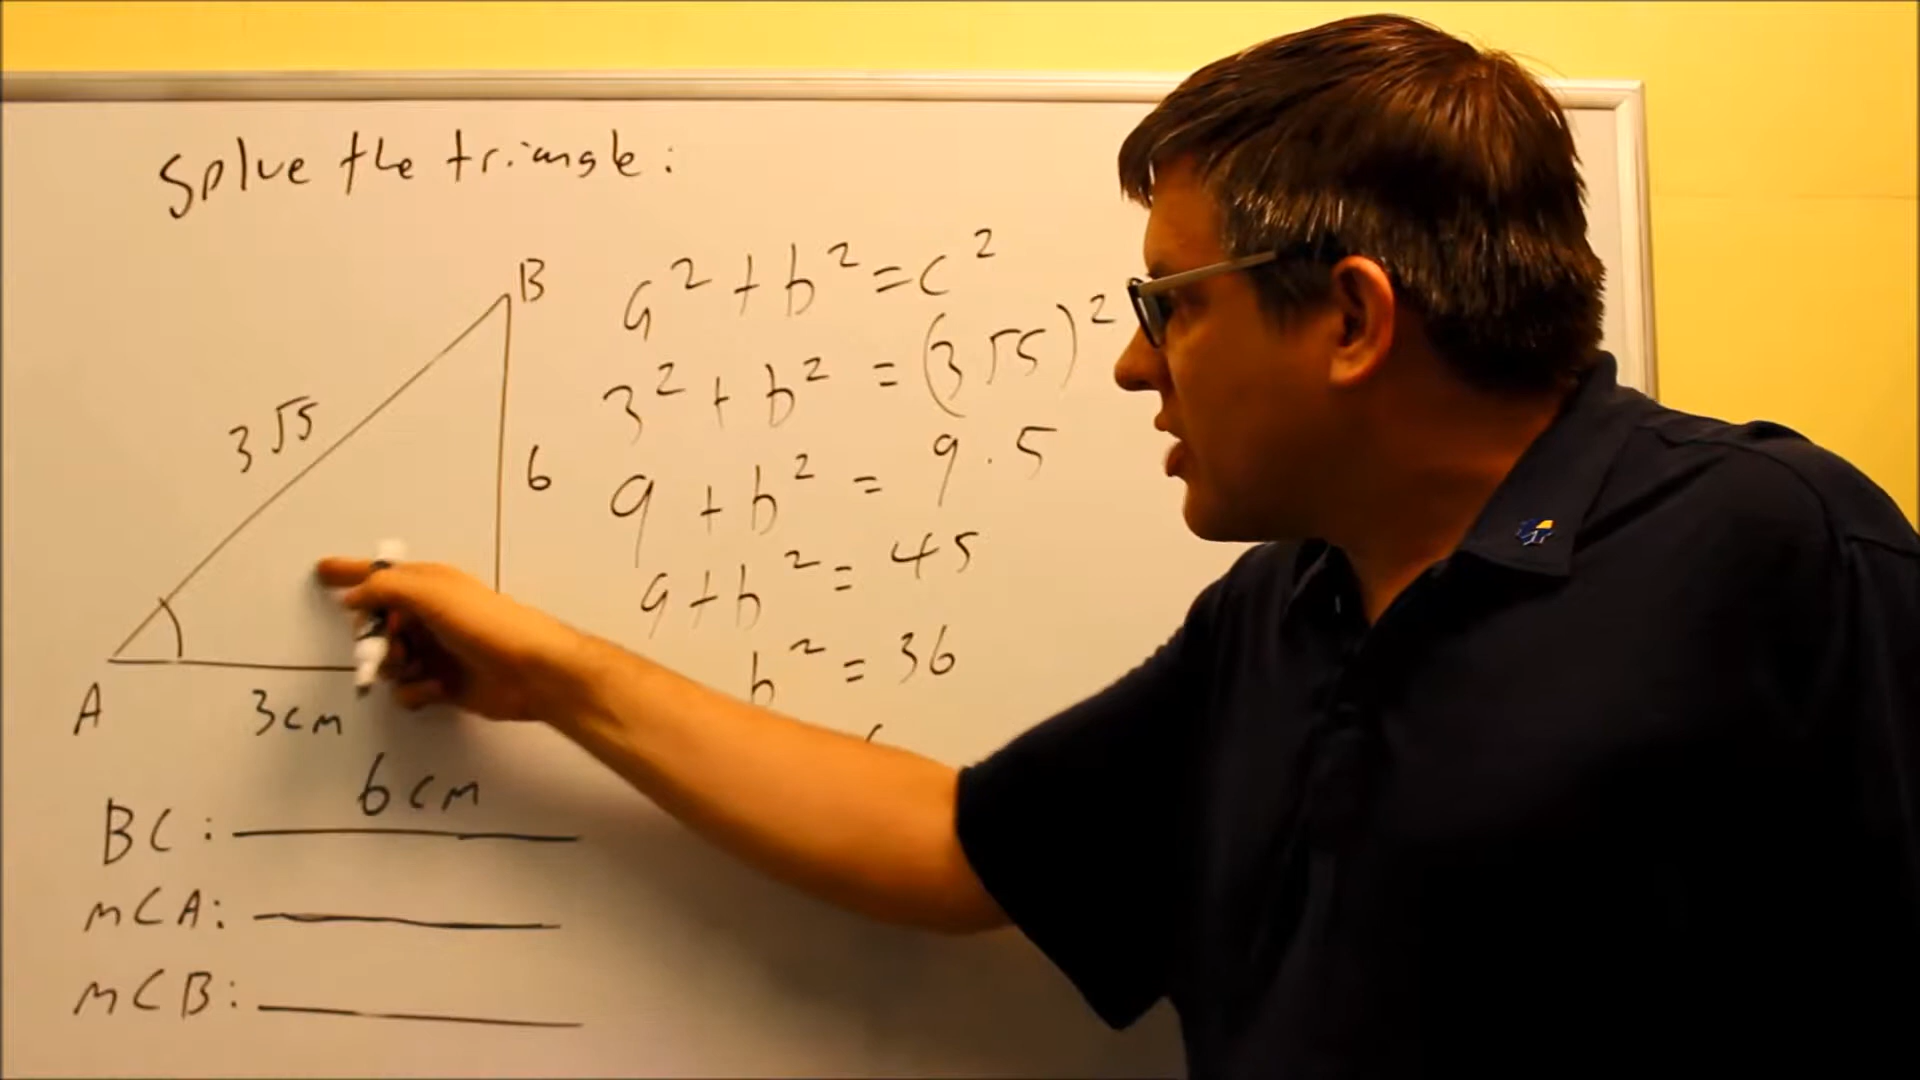 Solve the triangle:
B
3√5
6
A
3cm
a² + b² = c²
3² + b² = (3√5)²
9 + b² = 9 . 5
9 + b² = 45
b² = 36
BC: 6cm
m∠A:
m∠B: